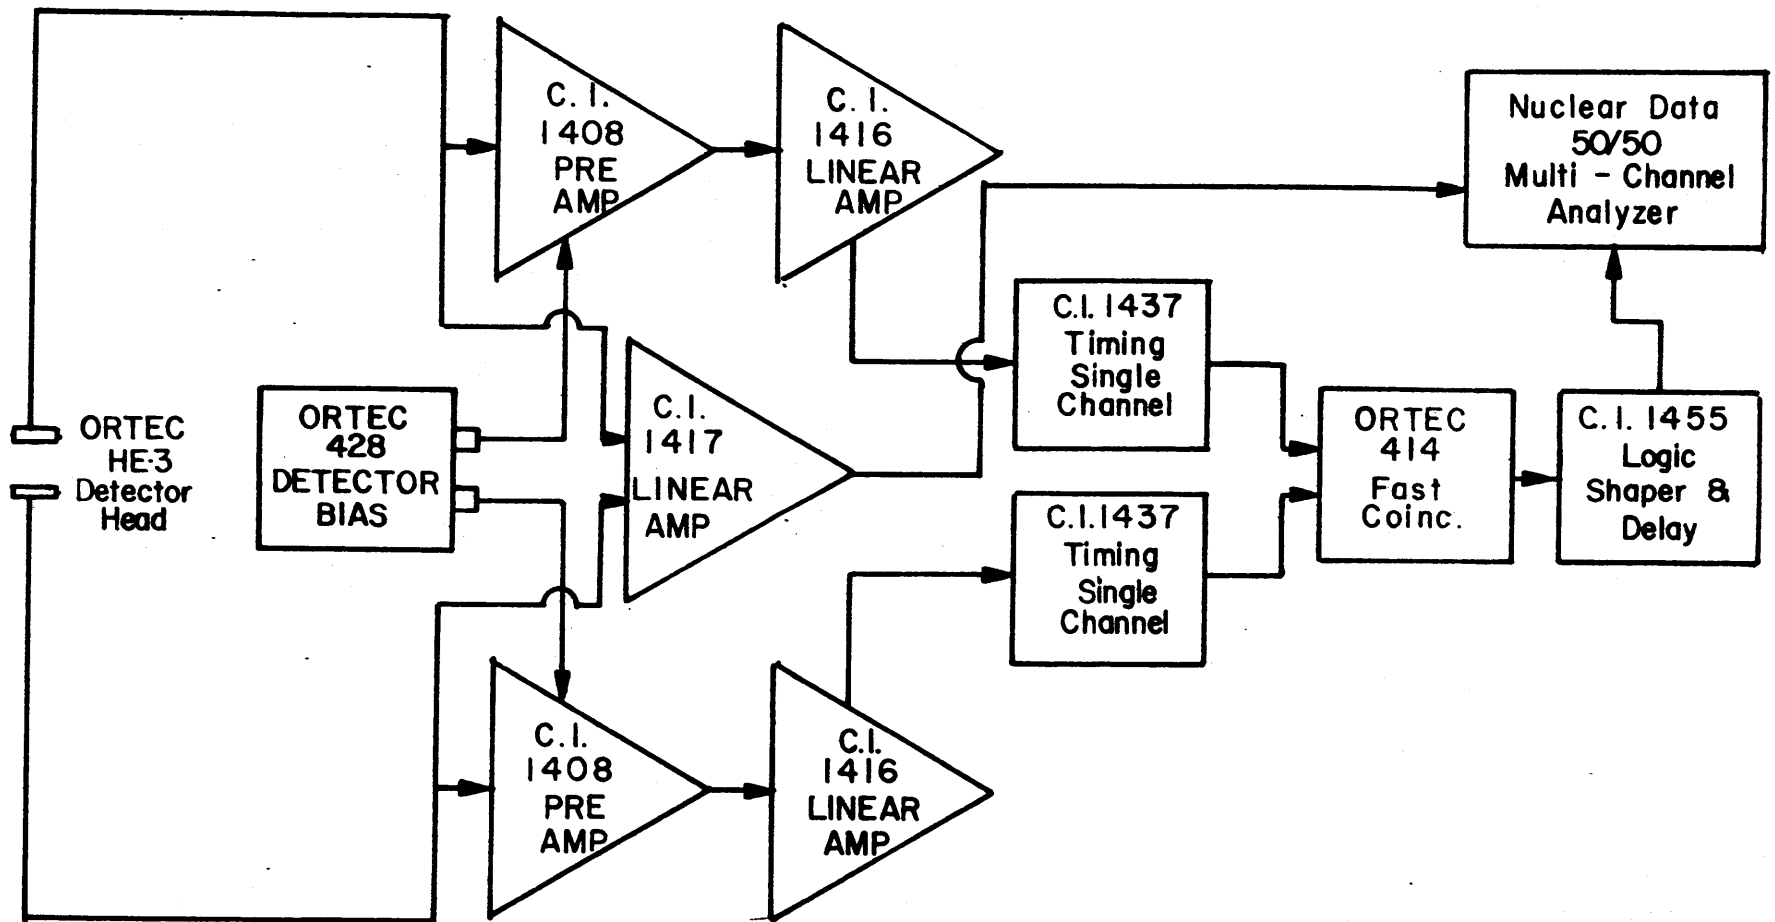 C. I.
1408
PRE
AMP
C. I.
1416
LINEAR
AMP
Nuclear Data
50/50
Multi - Channel
Analyzer
C.I. 1437
Timing
Single
Channel
ORTEC
HE-3
Detector
Head
ORTEC
428
DETECTOR
BIAS
C. I.
1417
LINEAR
AMP
ORTEC
414
Fast
Coinc.
C. I. 1455
Logic
Shaper &
Delay
C.I. 1437
Timing
Single
Channel
C. I.
1408
PRE
AMP
C.I.
1416
LINEAR
AMP